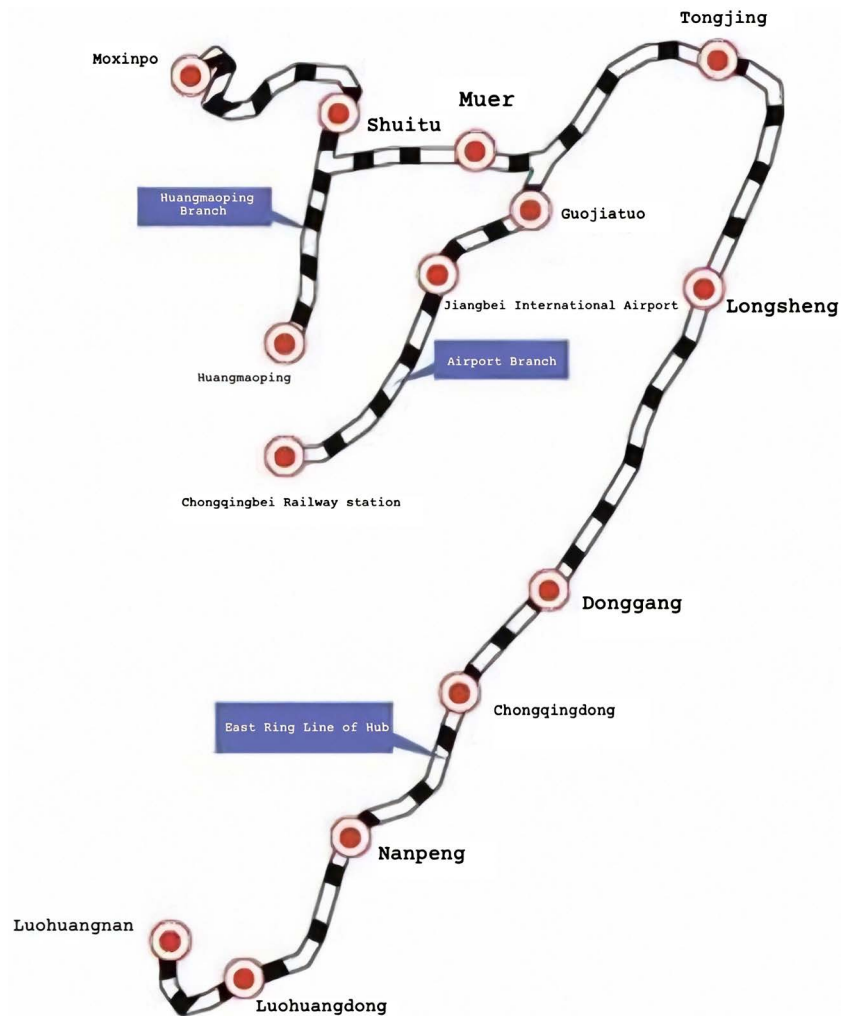 Tongjing
Moxinpo
Muer
Shuitu
Huangmaoping
Branch
Guojiatuo
Jiangbei International Airport
Longsheng
Airport Branch
Huangmaoping
Chongqingbei Railway station
Donggang
Chongqingdong
East Ring Line of Hub
Nanpeng
Luohuangnan
Luohuangdong